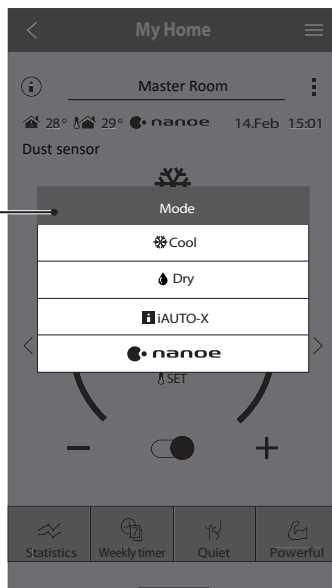 My Home
Master Room
28° 29° nanoe 14.Feb 15:01
Dust sensor
Mode
Cool
Dry
iAUTO-X
nanoe
SET
Statistics Weekly timer Quiet Powerful